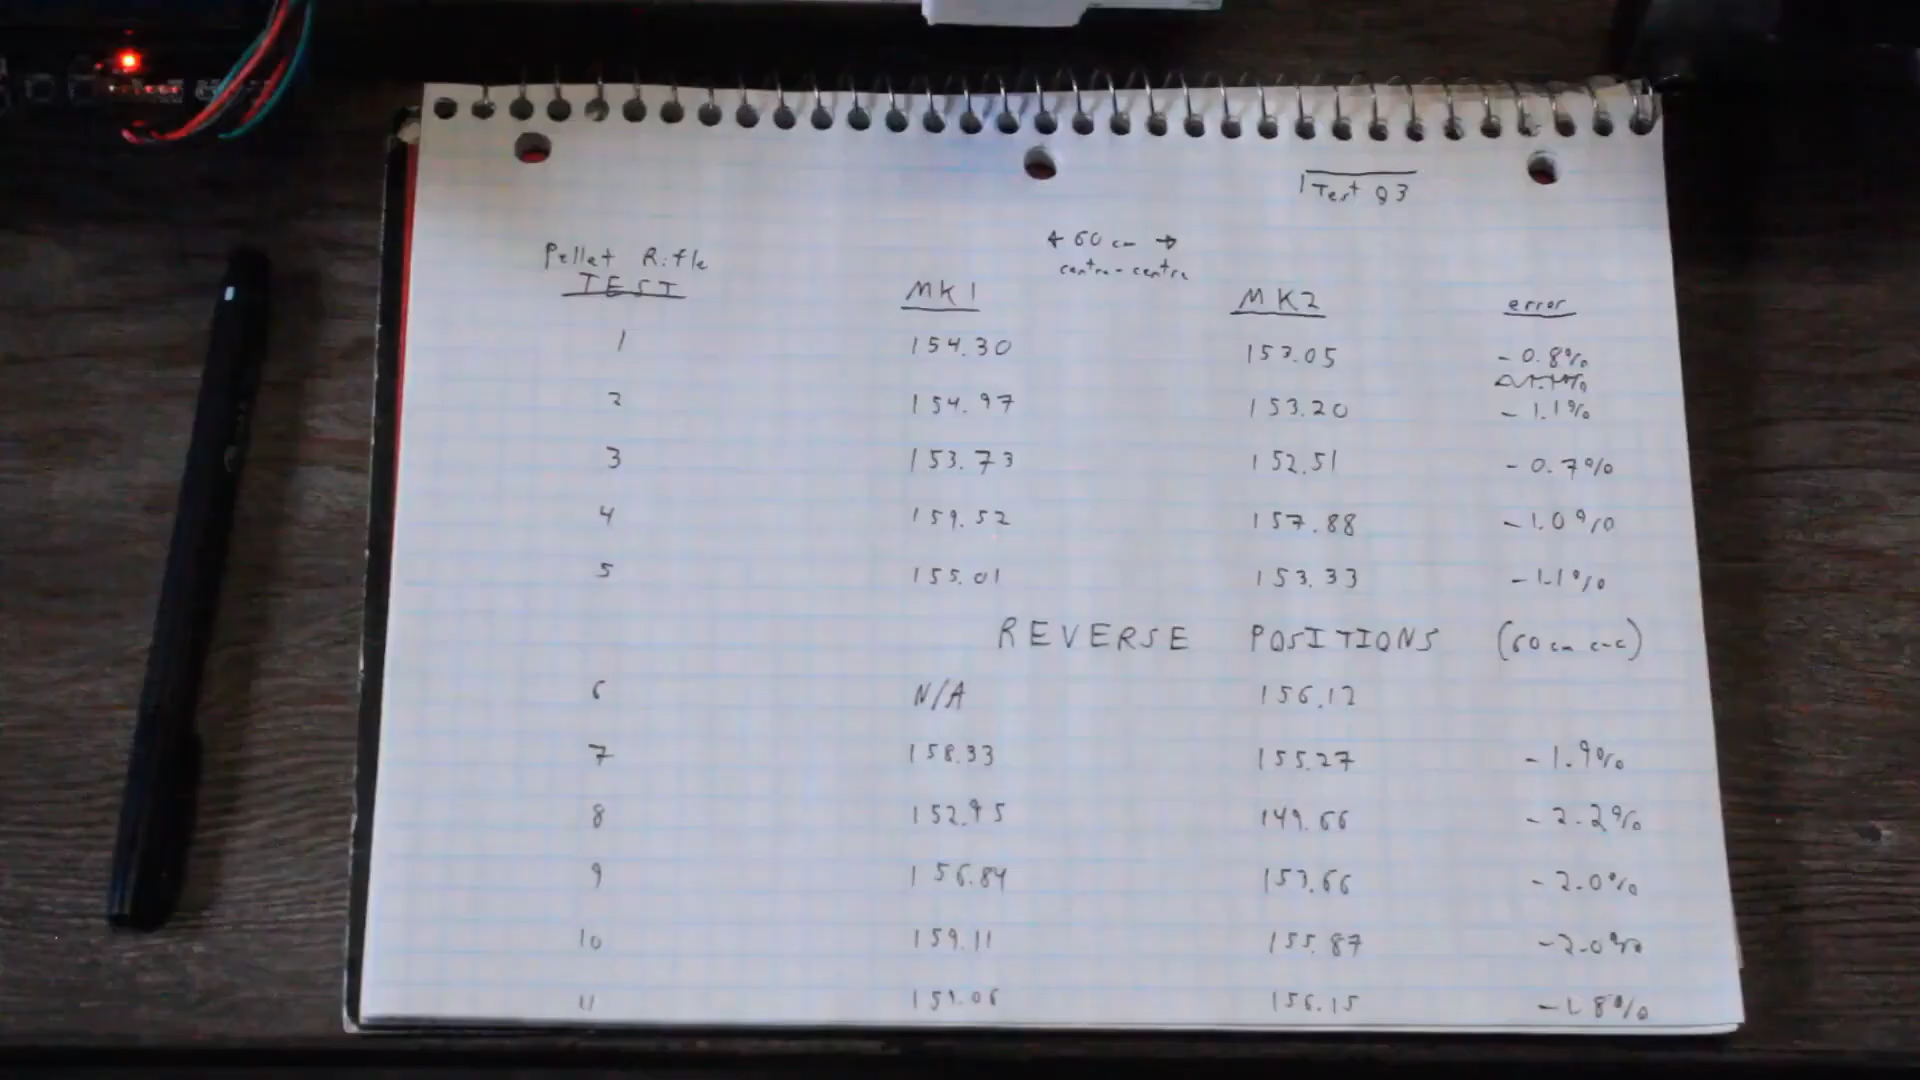 Test 93
Pellet Rifle
TEST
← 60 cm →
centre-centre
MK1 MK2 error
1 154.30 153.05 -0.8%
2 154.97 153.20 -1.1%
3 153.73 152.51 -0.7%
4 159.52 157.88 -1.0%
5 155.01 153.33 -1.1%
REVERSE POSITIONS (60 cm c-c)
6 N/A 156.12
7 158.33 155.27 -1.9%
8 152.95 149.66 -2.2%
9 156.84 153.66 -2.0%
10 159.11 155.87 -2.0%
11 159.06 156.15 -1.8%